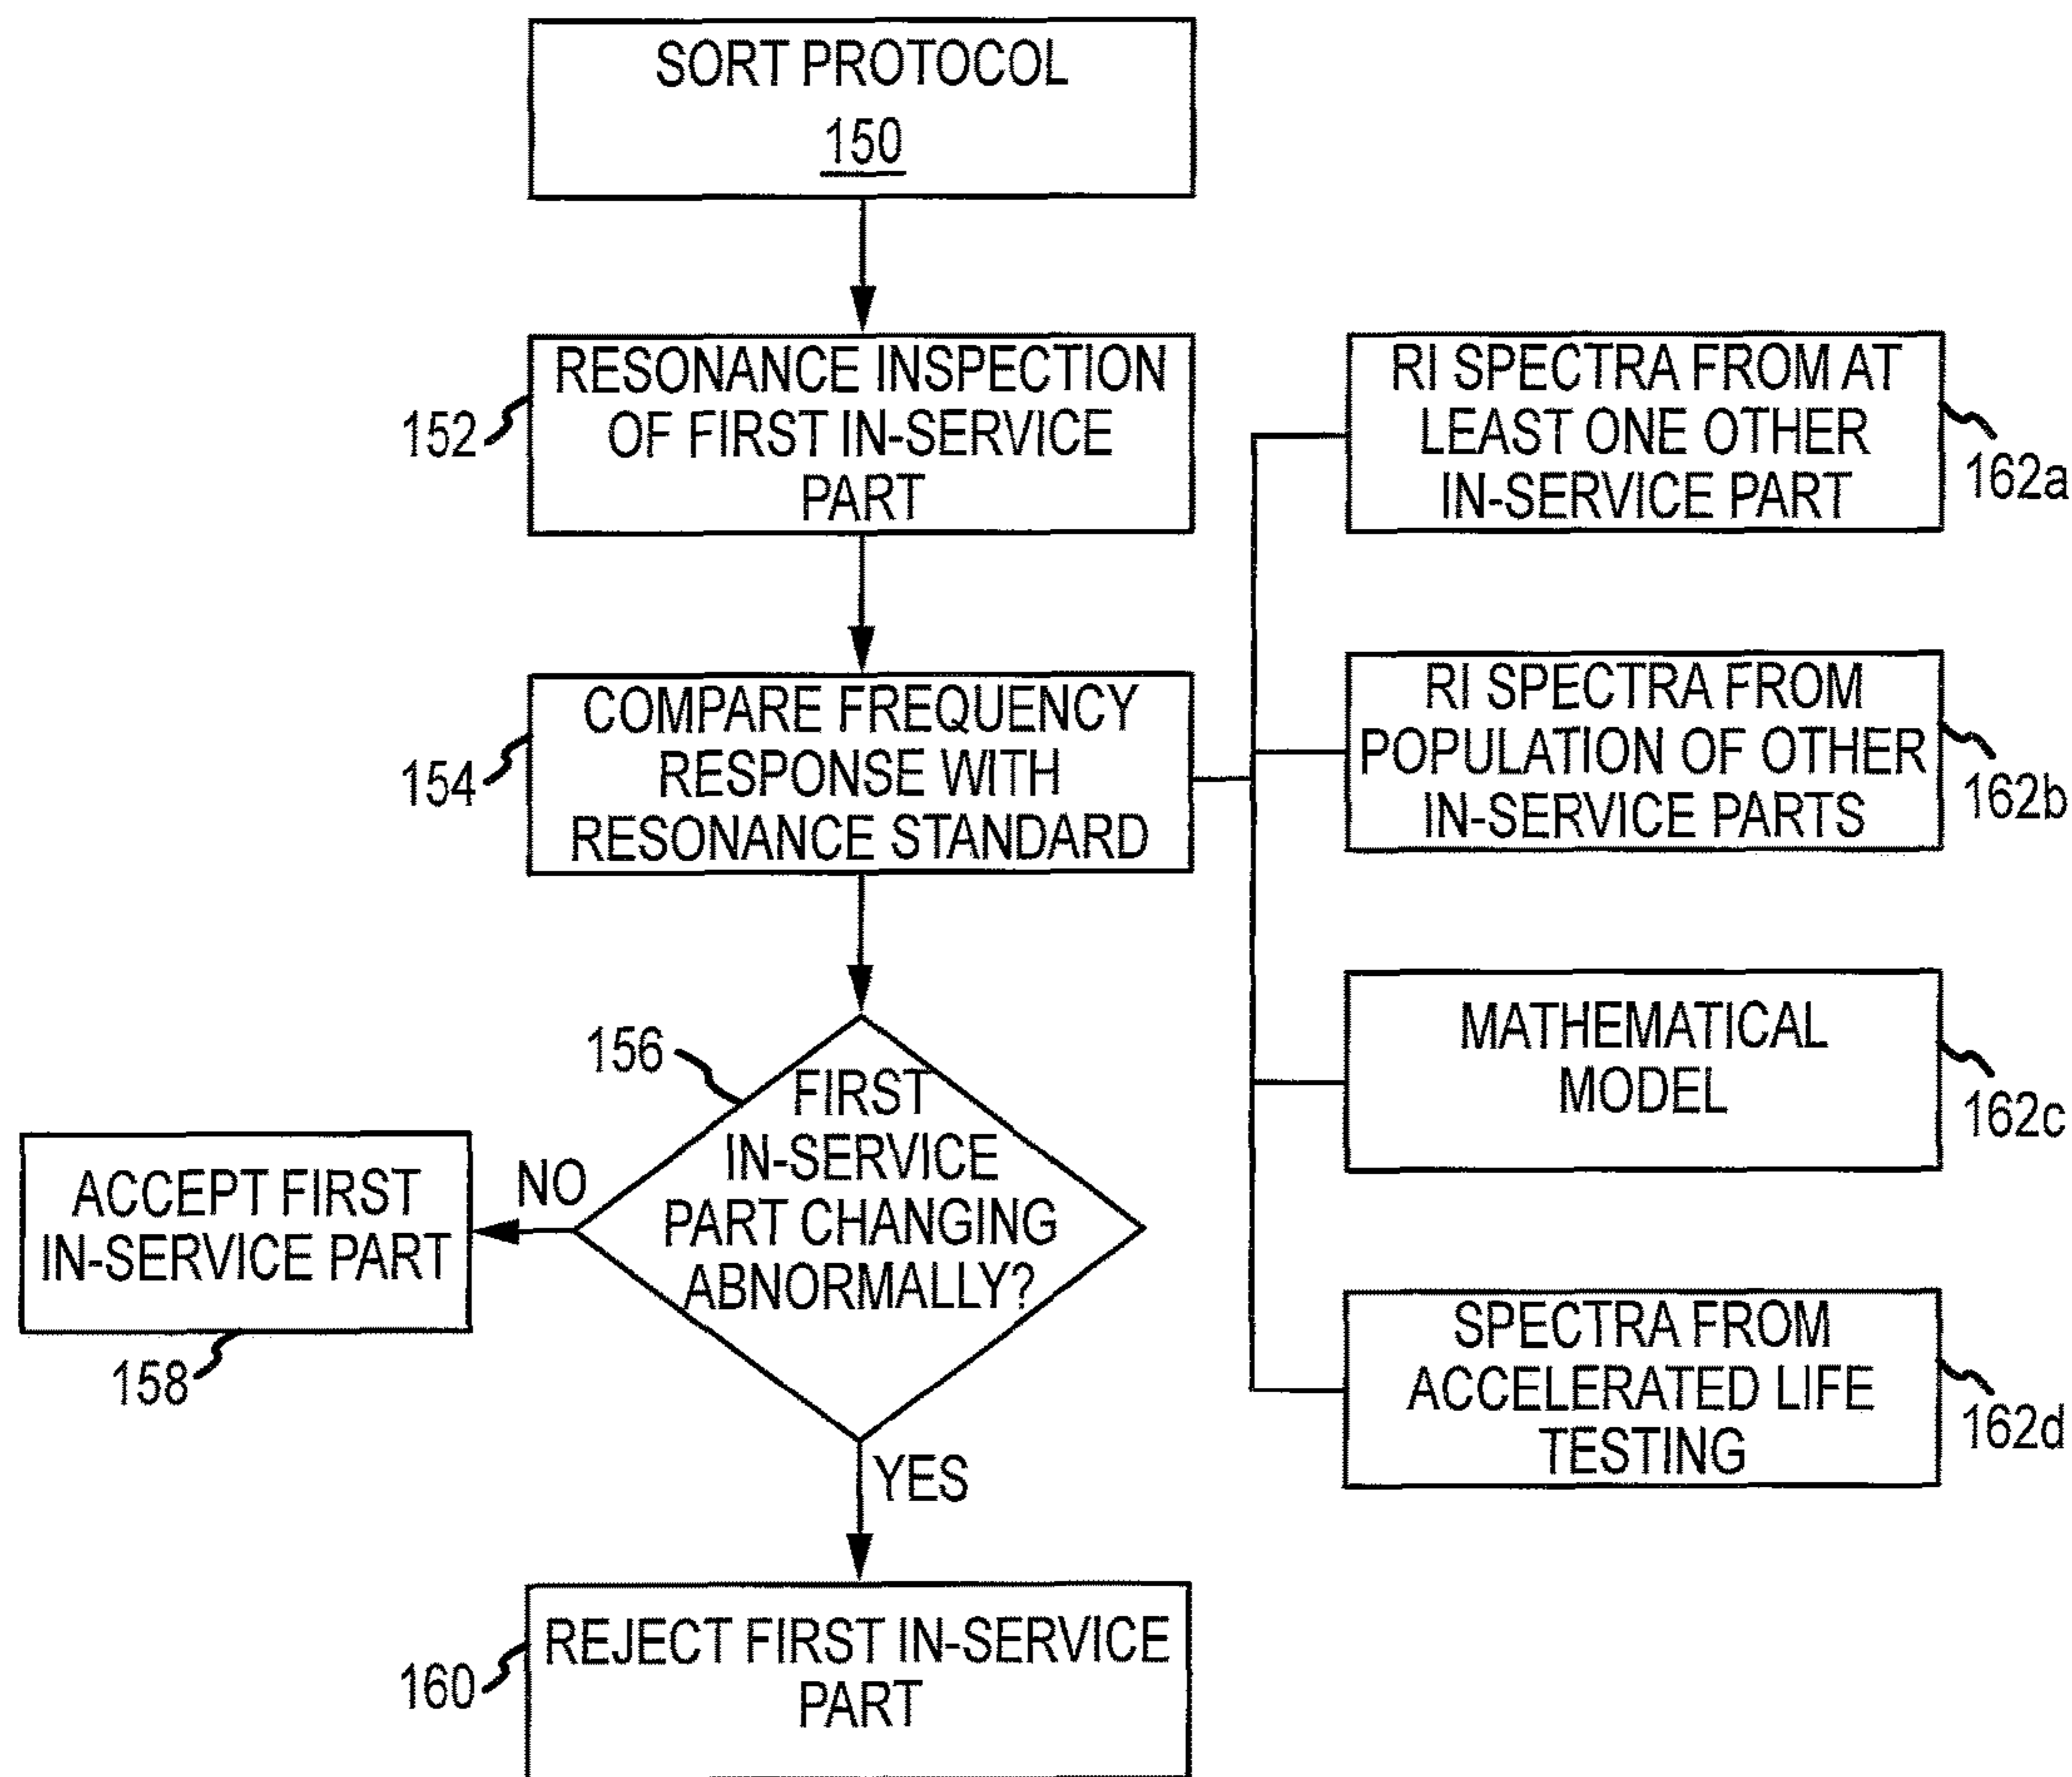 SORT PROTOCOL
150
RESONANCE INSPECTION
OF FIRST IN-SERVICE
PART
152
COMPARE FREQUENCY
RESPONSE WITH
RESONANCE STANDARD
154
RI SPECTRA FROM AT
LEAST ONE OTHER
IN-SERVICE PART
162a
RI SPECTRA FROM
POPULATION OF OTHER
IN-SERVICE PARTS
162b
MATHEMATICAL
MODEL
162c
SPECTRA FROM
ACCELERATED LIFE
TESTING
162d
156
FIRST
IN-SERVICE
PART CHANGING
ABNORMALLY?
NO
ACCEPT FIRST
IN-SERVICE PART
158
YES
REJECT FIRST IN-SERVICE
PART
160